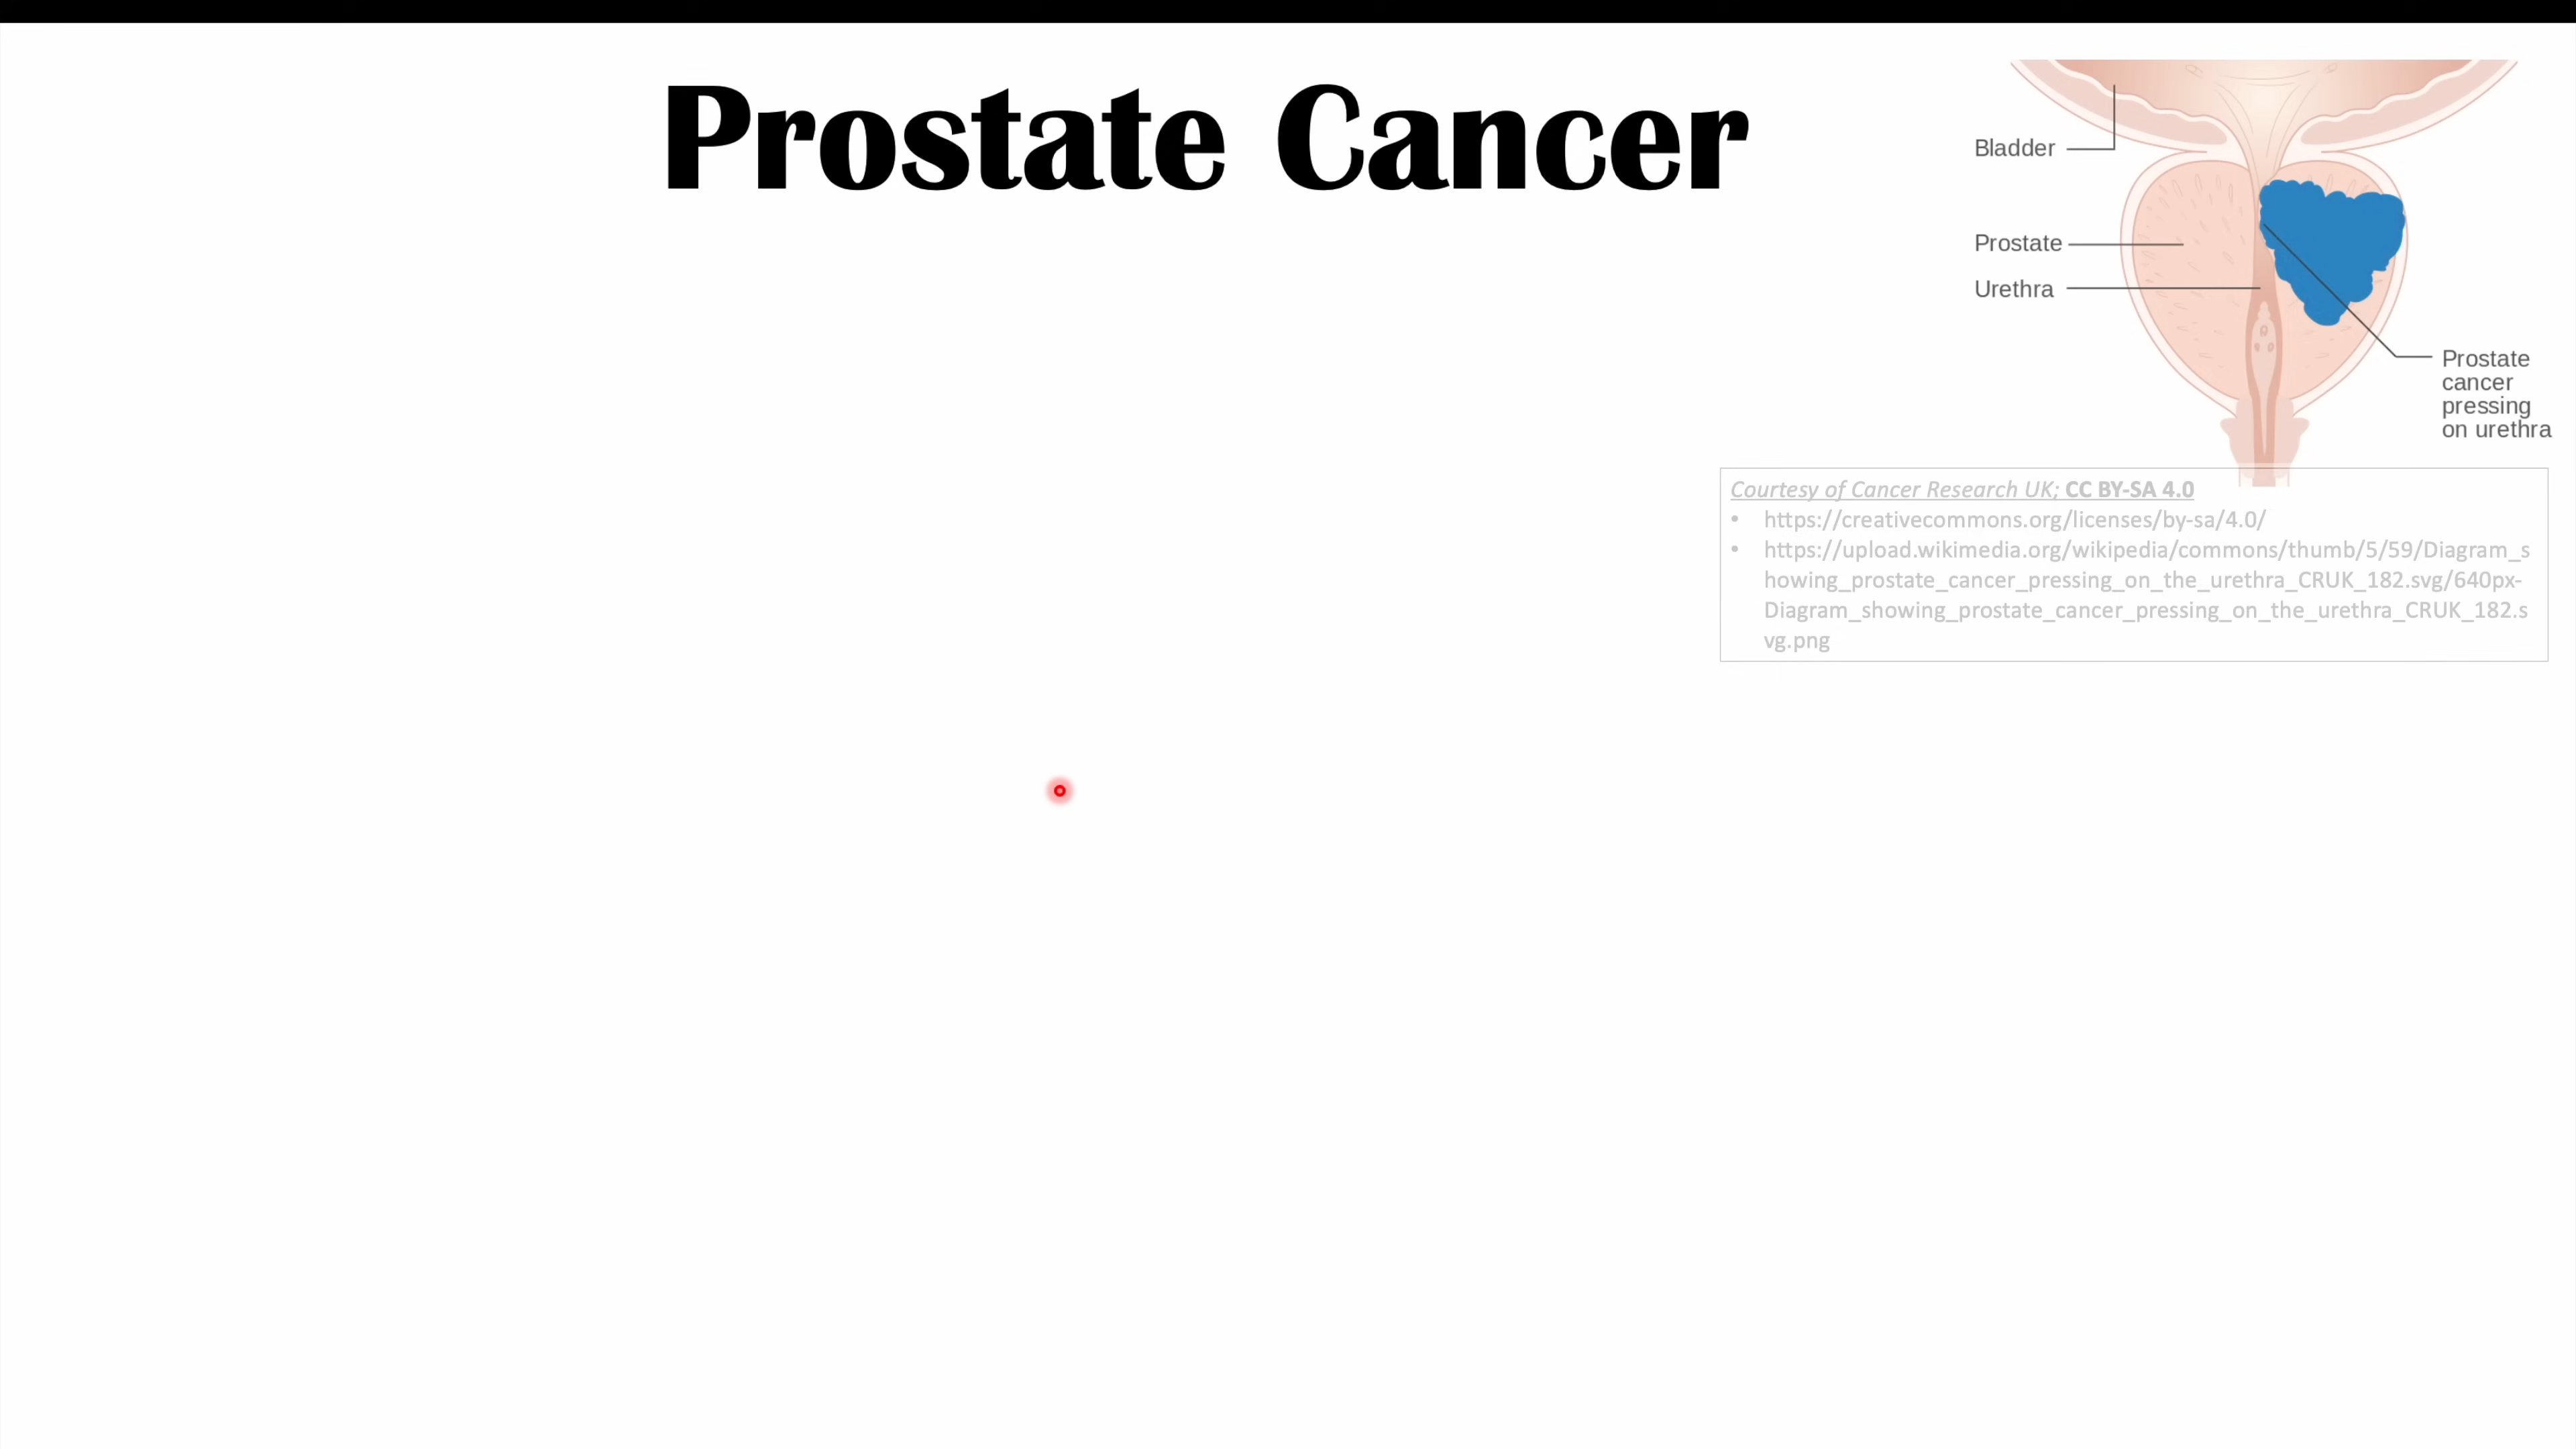 Prostate Cancer
Bladder
Prostate
Urethra
Prostate
cancer
pressing
on urethra
Courtesy of Cancer Research UK; CC BY-SA 4.0
• https://creativecommons.org/licenses/by-sa/4.0/
• https://upload.wikimedia.org/wikipedia/commons/thumb/5/59/Diagram_s
howing_prostate_cancer_pressing_on_the_urethra_CRUK_182.svg/640px-
Diagram_showing_prostate_cancer_pressing_on_the_urethra_CRUK_182.s
vg.png